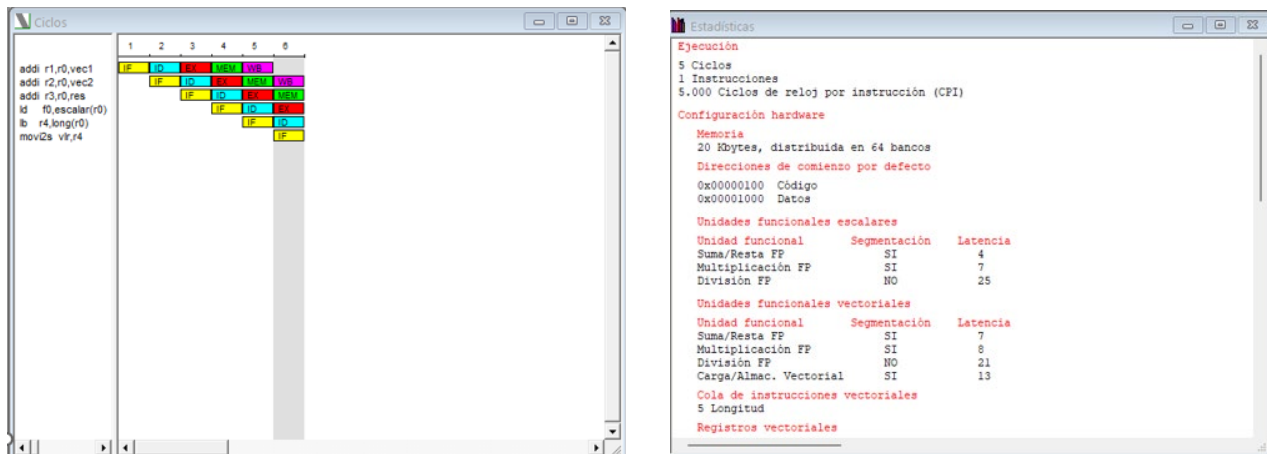 Ciclos
1 2 3 4 5 6
addi r1,r0,vec1 IF ID EX MEM WB
addi r2,r0,vec2 IF ID EX MEM WB
addi r3,r0,res IF ID EX MEM
ld f0,escalar(r0) IF ID EX
lb r4,long(r0) IF ID
movi2s vlr,r4 IF
Estadísticas
Ejecución
5 Ciclos
1 Instrucciones
5.000 Ciclos de reloj por instrucción (CPI)
Configuración hardware
Memoria
20 Kbytes, distribuida en 64 bancos
Direcciones de comienzo por defecto
0x00000100 Código
0x00001000 Datos
Unidades funcionales escalares
Unidad funcional Segmentación Latencia
Suma/Resta FP SI 4
Multiplicación FP SI 7
División FP NO 25
Unidades funcionales vectoriales
Unidad funcional Segmentación Latencia
Suma/Resta FP SI 7
Multiplicación FP SI 8
División FP NO 21
Carga/Almac. Vectorial SI 13
Cola de instrucciones vectoriales
5 Longitud
Registros vectoriales